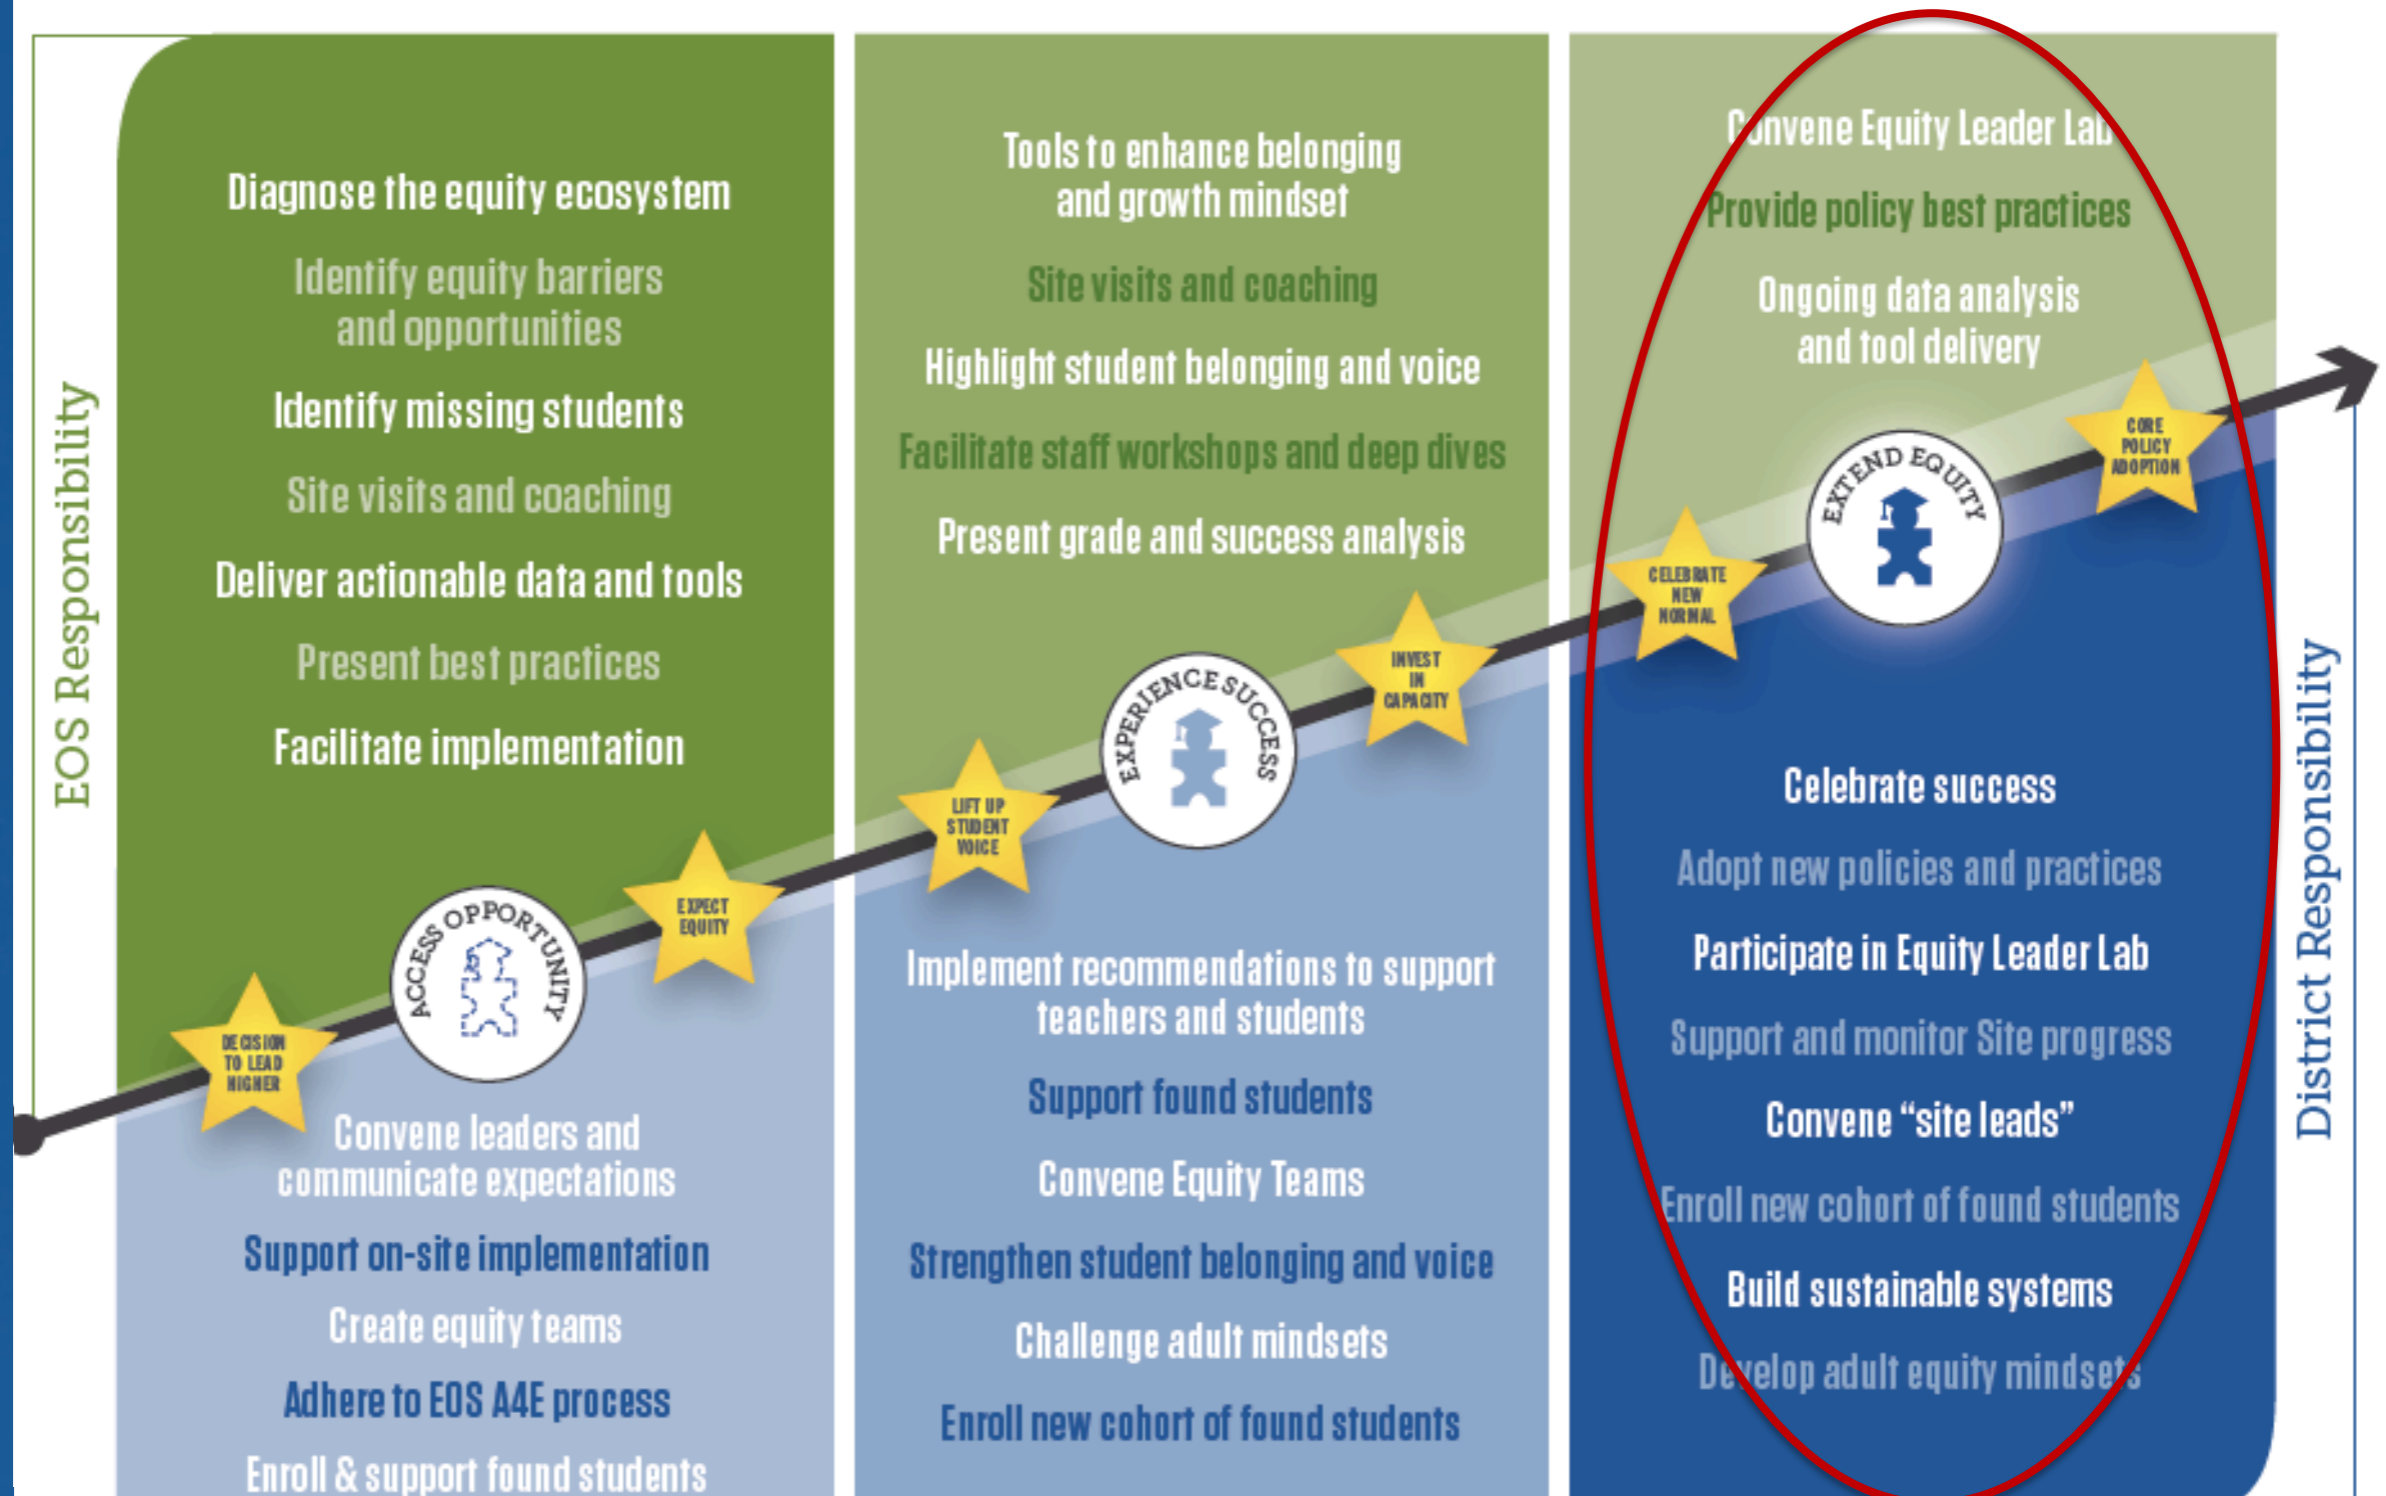 EOS Responsibility
Diagnose the equity ecosystem
Identify equity barriers
and opportunities
Identify missing students
Site visits and coaching
Deliver actionable data and tools
Present best practices
Facilitate implementation
DECISION
TO LEAD
HIGHER
ACCESS OPPORTUNITY
EXPECT
EQUITY
Convene leaders and
communicate expectations
Support on-site implementation
Create equity teams
Adhere to EOS A4E process
Enroll & support found students
Tools to enhance belonging
and growth mindset
Site visits and coaching
Highlight student belonging and voice
Facilitate staff workshops and deep dives
Present grade and success analysis
LIFT UP
STUDENT
VOICE
EXPERIENCE SUCCESS
INVEST
IN
CAPACITY
Implement recommendations to support
teachers and students
Support found students
Convene Equity Teams
Strengthen student belonging and voice
Challenge adult mindsets
Enroll new cohort of found students
Convene Equity Leader Lab
Provide policy best practices
Ongoing data analysis
and tool delivery
CELEBRATE
NEW
NORMAL
EXTEND EQUITY
CORE
POLICY
ADOPTION
Celebrate success
Adopt new policies and practices
Participate in Equity Leader Lab
Support and monitor Site progress
Convene “site leads”
Enroll new cohort of found students
Build sustainable systems
Develop adult equity mindsets
District Responsibility